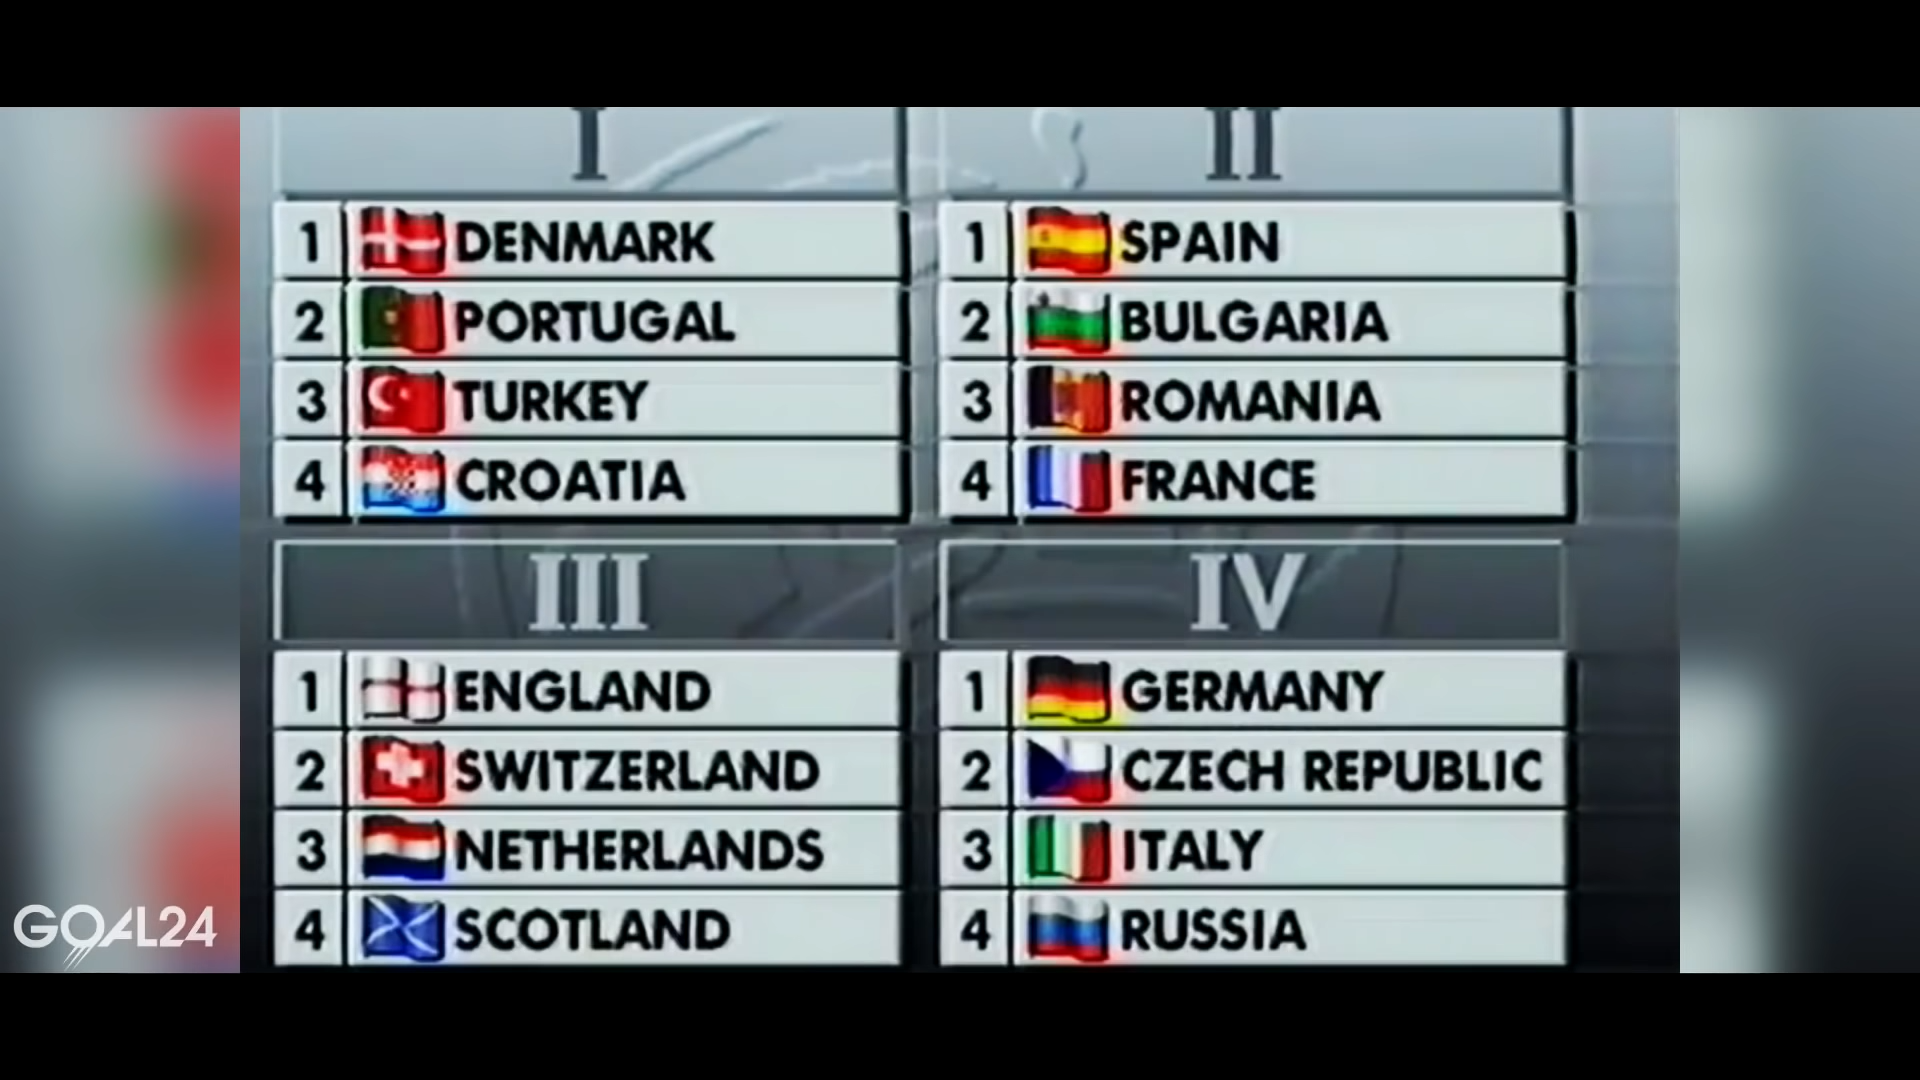 I
1 DENMARK
2 PORTUGAL
3 TURKEY
4 CROATIA
II
1 SPAIN
2 BULGARIA
3 ROMANIA
4 FRANCE
III
1 ENGLAND
2 SWITZERLAND
3 NETHERLANDS
4 SCOTLAND
IV
1 GERMANY
2 CZECH REPUBLIC
3 ITALY
4 RUSSIA
GOAL24